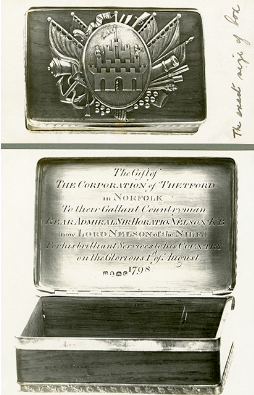 The exact size of box
The Gift of
THE CORPORATION of THETFORD
in NORFOLK
To their Gallant Countryman
REAR ADMIRAL SIR HORATIO NELSON K.B.
now LORD NELSON of the NILE
For his brilliant Services to his COUNTRY
on the Glorious 1st of August
1798